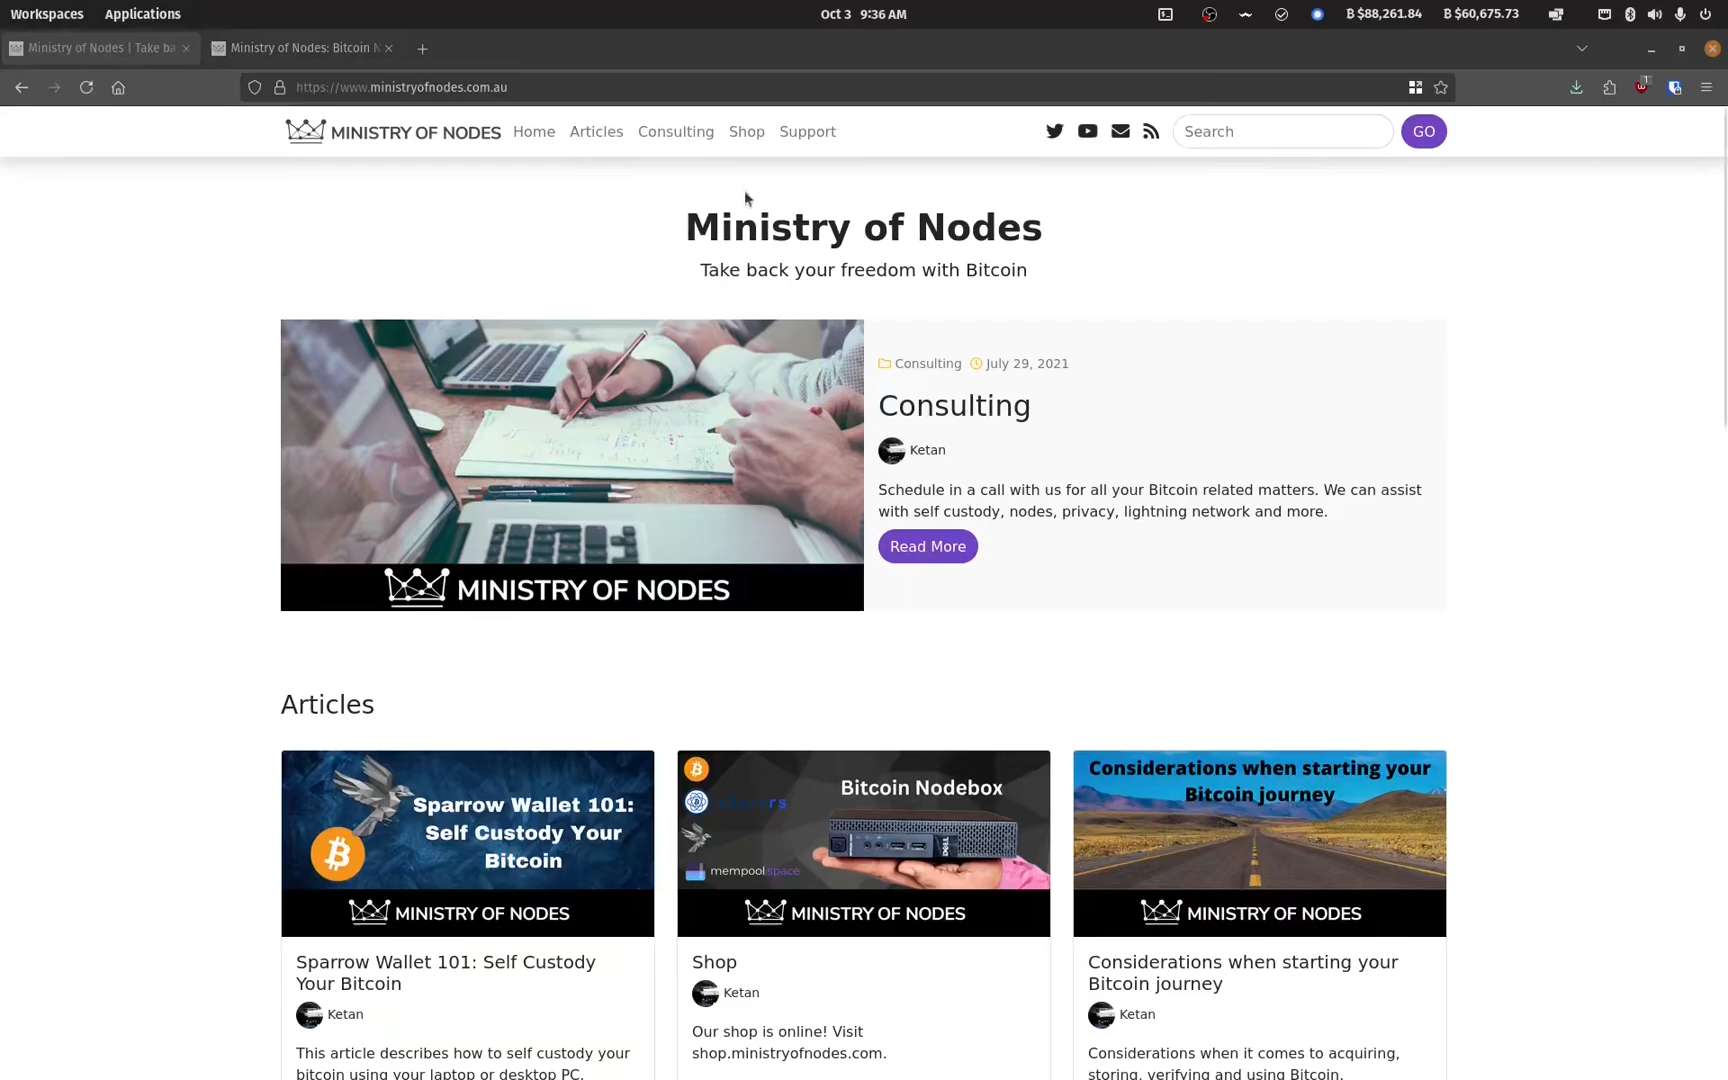 Workspaces Applications Oct 3 9:36 AM ₿ $88,261.84 ₿ $60,675.73
Ministry of Nodes | Take ba Ministry of Nodes: Bitcoin N
https://www.ministryofnodes.com.au
MINISTRY OF NODES Home Articles Consulting Shop Support Search GO
Ministry of Nodes
Take back your freedom with Bitcoin
Consulting July 29, 2021
Consulting
Ketan
Schedule in a call with us for all your Bitcoin related matters. We can assist
with self custody, nodes, privacy, lightning network and more.
Read More
MINISTRY OF NODES
Articles
Sparrow Wallet 101:
Self Custody Your
Bitcoin
MINISTRY OF NODES
Sparrow Wallet 101: Self Custody
Your Bitcoin
Ketan
This article describes how to self custody your
bitcoin using your laptop or desktop PC.
Bitcoin Nodebox
DELL
mempool.space
MINISTRY OF NODES
Shop
Ketan
Our shop is online! Visit
shop.ministryofnodes.com.
Considerations when starting your
Bitcoin journey
MINISTRY OF NODES
Considerations when starting your
Bitcoin journey
Ketan
Considerations when it comes to acquiring,
storing, verifying and using Bitcoin.